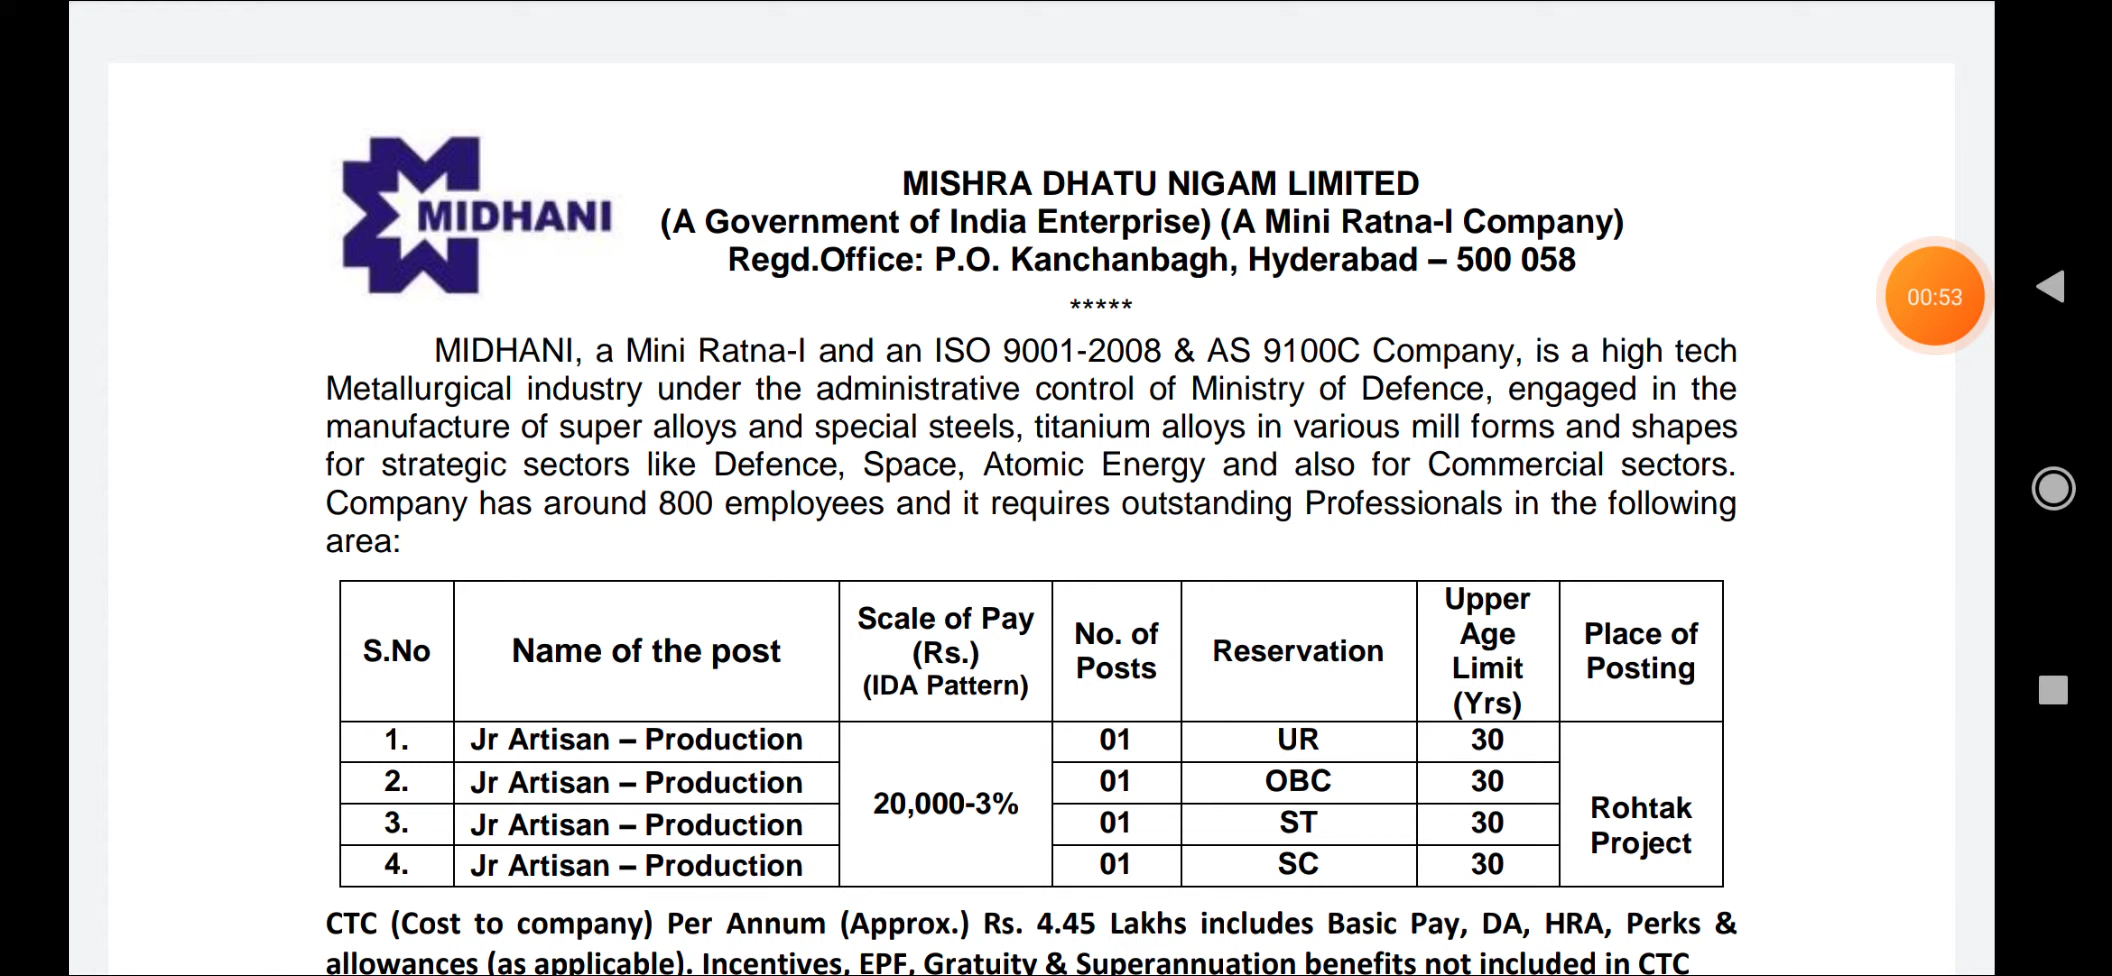 MIDHANI
MISHRA DHATU NIGAM LIMITED
(A Government of India Enterprise) (A Mini Ratna-I Company)
Regd.Office: P.O. Kanchanbagh, Hyderabad – 500 058
*****
00:53
MIDHANI, a Mini Ratna-I and an ISO 9001-2008 & AS 9100C Company, is a high tech
Metallurgical industry under the administrative control of Ministry of Defence, engaged in the
manufacture of super alloys and special steels, titanium alloys in various mill forms and shapes
for strategic sectors like Defence, Space, Atomic Energy and also for Commercial sectors.
Company has around 800 employees and it requires outstanding Professionals in the following
area:
S.No Name of the post Scale of Pay (Rs.) (IDA Pattern) No. of Posts Reservation Upper Age Limit (Yrs) Place of Posting
1. Jr Artisan – Production 20,000-3% 01 UR 30 Rohtak Project
2. Jr Artisan – Production 01 OBC 30
3. Jr Artisan – Production 01 ST 30
4. Jr Artisan – Production 01 SC 30
CTC (Cost to company) Per Annum (Approx.) Rs. 4.45 Lakhs includes Basic Pay, DA, HRA, Perks &
allowances (as applicable). Incentives, EPF, Gratuity & Superannuation benefits not included in CTC